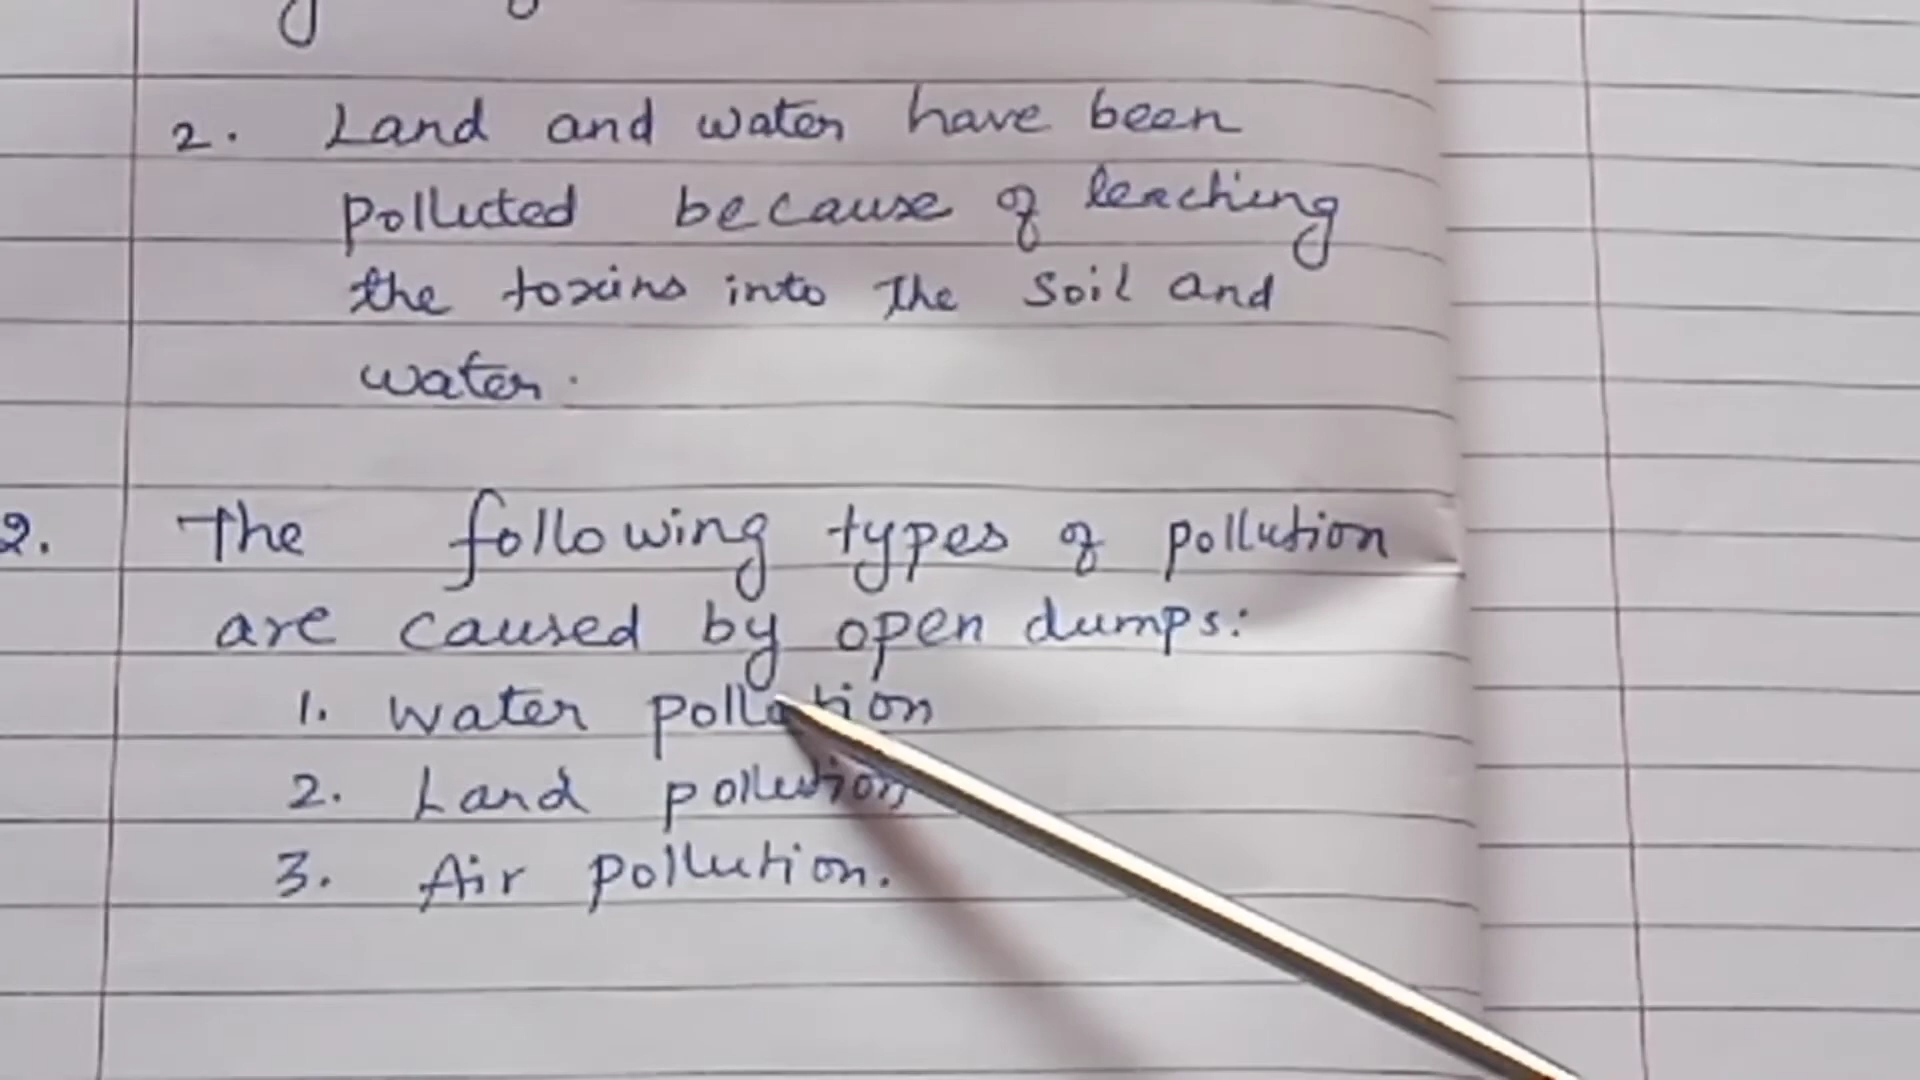 2. Land and water have been
polluted because of leaching
the toxins into the soil and
water.
2. The following types of pollution
are caused by open dumps:
1. Water pollution
2. Land pollution
3. Air pollution.